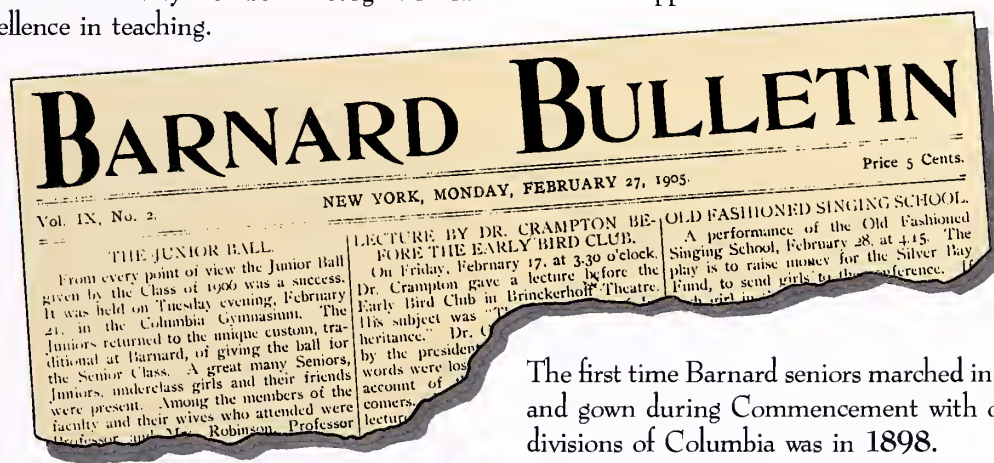 ellence in teaching.
BARNARD BULLETIN
Vol. IX, No. 2.
NEW YORK, MONDAY, FEBRUARY 27, 1905.
Price 5 Cents.
THE JUNIOR BALL.
From every point of view the Junior Ball
given by the Class of 1906 was a success.
It was held on Tuesday evening, February
21, in the Columbia Gymnasium. The
Juniors returned to the unique custom, tra-
ditional at Barnard, of giving the ball for
the Senior Class. A great many Seniors,
Juniors, underclass girls and their friends
were present. Among the members of the
faculty and their wives who attended were
Professor and Mrs. Robinson, Professor
LECTURE BY DR. CRAMPTON BE-
FORE THE EARLY BIRD CLUB.
On Friday, February 17, at 3.30 o'clock,
Dr. Crampton gave a lecture before the
Early Bird Club in Brinckerhoff Theatre.
His subject was
heritance." Dr.
by the president
words were los
account of
comers.
lectur
OLD FASHIONED SINGING SCHOOL.
A performance of the Old Fashioned
Singing School, February 28, at 4.15. The
play is to raise money for the Silver Bay
Fund, to send girls to the conference.
girl in
The first time Barnard seniors marched in
and gown during Commencement with
divisions of Columbia was in 1898.